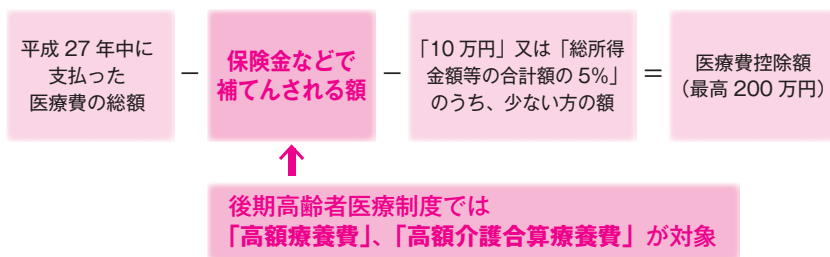 平成 27 年中に
支払った
医療費の総額
−
保険金などで
補てんされる額
−
「10 万円」又は「総所得
金額等の合計額の 5%」
のうち、少ない方の額
＝
医療費控除額
（最高 200 万円）
後期高齢者医療制度では
「高額療養費」、「高額介護合算療養費」が対象